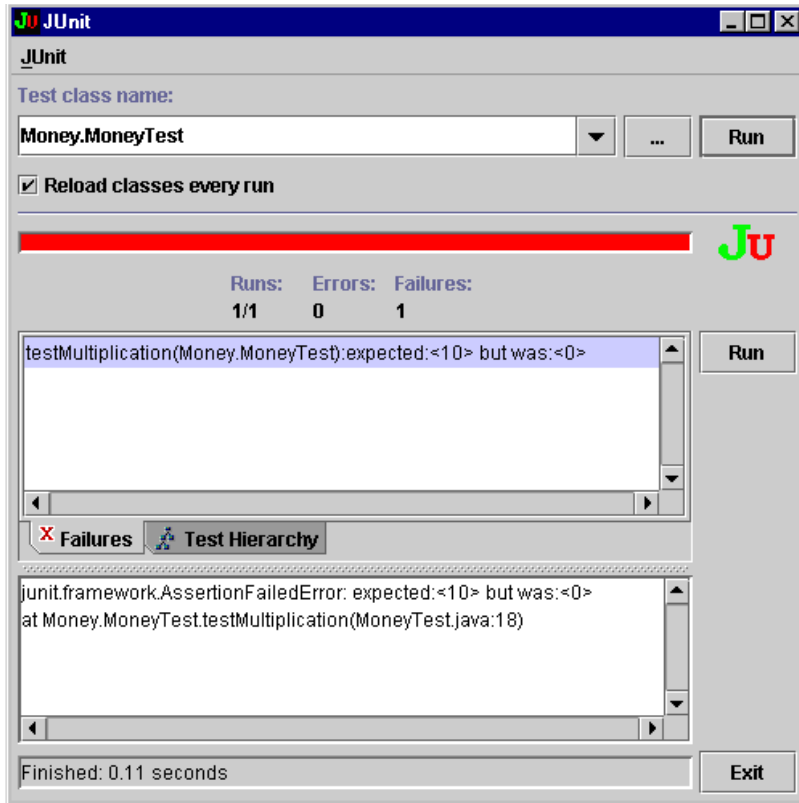 JU JUnit
JUnit
Test class name:
Money.MoneyTest ... Run
Reload classes every run
JU
Runs: Errors: Failures:
1/1 0 1
testMultiplication(Money.MoneyTest):expected:<10> but was:<0> Run
X Failures Test Hierarchy
junit.framework.AssertionFailedError: expected:<10> but was:<0>
at Money.MoneyTest.testMultiplication(MoneyTest.java:18)
Finished: 0.11 seconds Exit